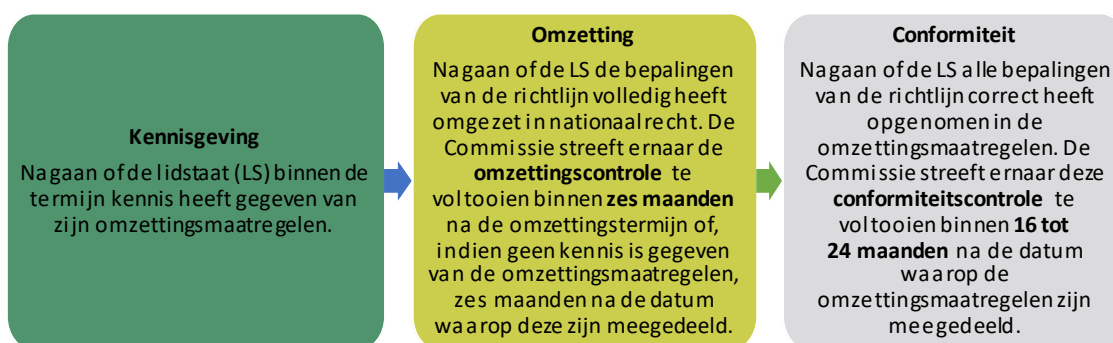 Kennisgeving
Nagaan of de lidstaat (LS) binnen de
termijn kennis heeft gegeven van
zijn omzettingsmaatregelen.
Omzetting
Nagaan of de LS de bepalingen
van de richtlijn volledig heeft
omgezet in nationaal recht. De
Commissie streeft ernaar de
omzettingscontrole te
voltooien binnen zes maanden
na de omzettingstermijn of,
indien geen kennis is gegeven
van de omzettingsmaatregelen,
zes maanden na de datum
waarop deze zijn meegedeeld.
Conformiteit
Nagaan of de LS alle bepalingen
van de richtlijn correct heeft
opgenomen in de
omzettingsmaatregelen. De
Commissie streeft ernaar deze
conformiteitscontrole te
voltooien binnen 16 tot
24 maanden na de datum
waarop de
omzettingsmaatregelen zijn
meegedeeld.